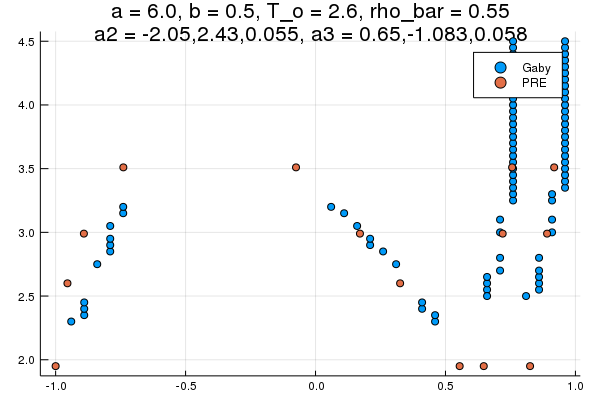 a = 6.0, b = 0.5, T_o = 2.6, rho_bar = 0.55
a2 = -2.05,2.43,0.055, a3 = 0.65,-1.083,0.058
Gaby
PRE
4.5
4.0
3.5
3.0
2.5
2.0
-1.0 -0.5 0.0 0.5 1.0